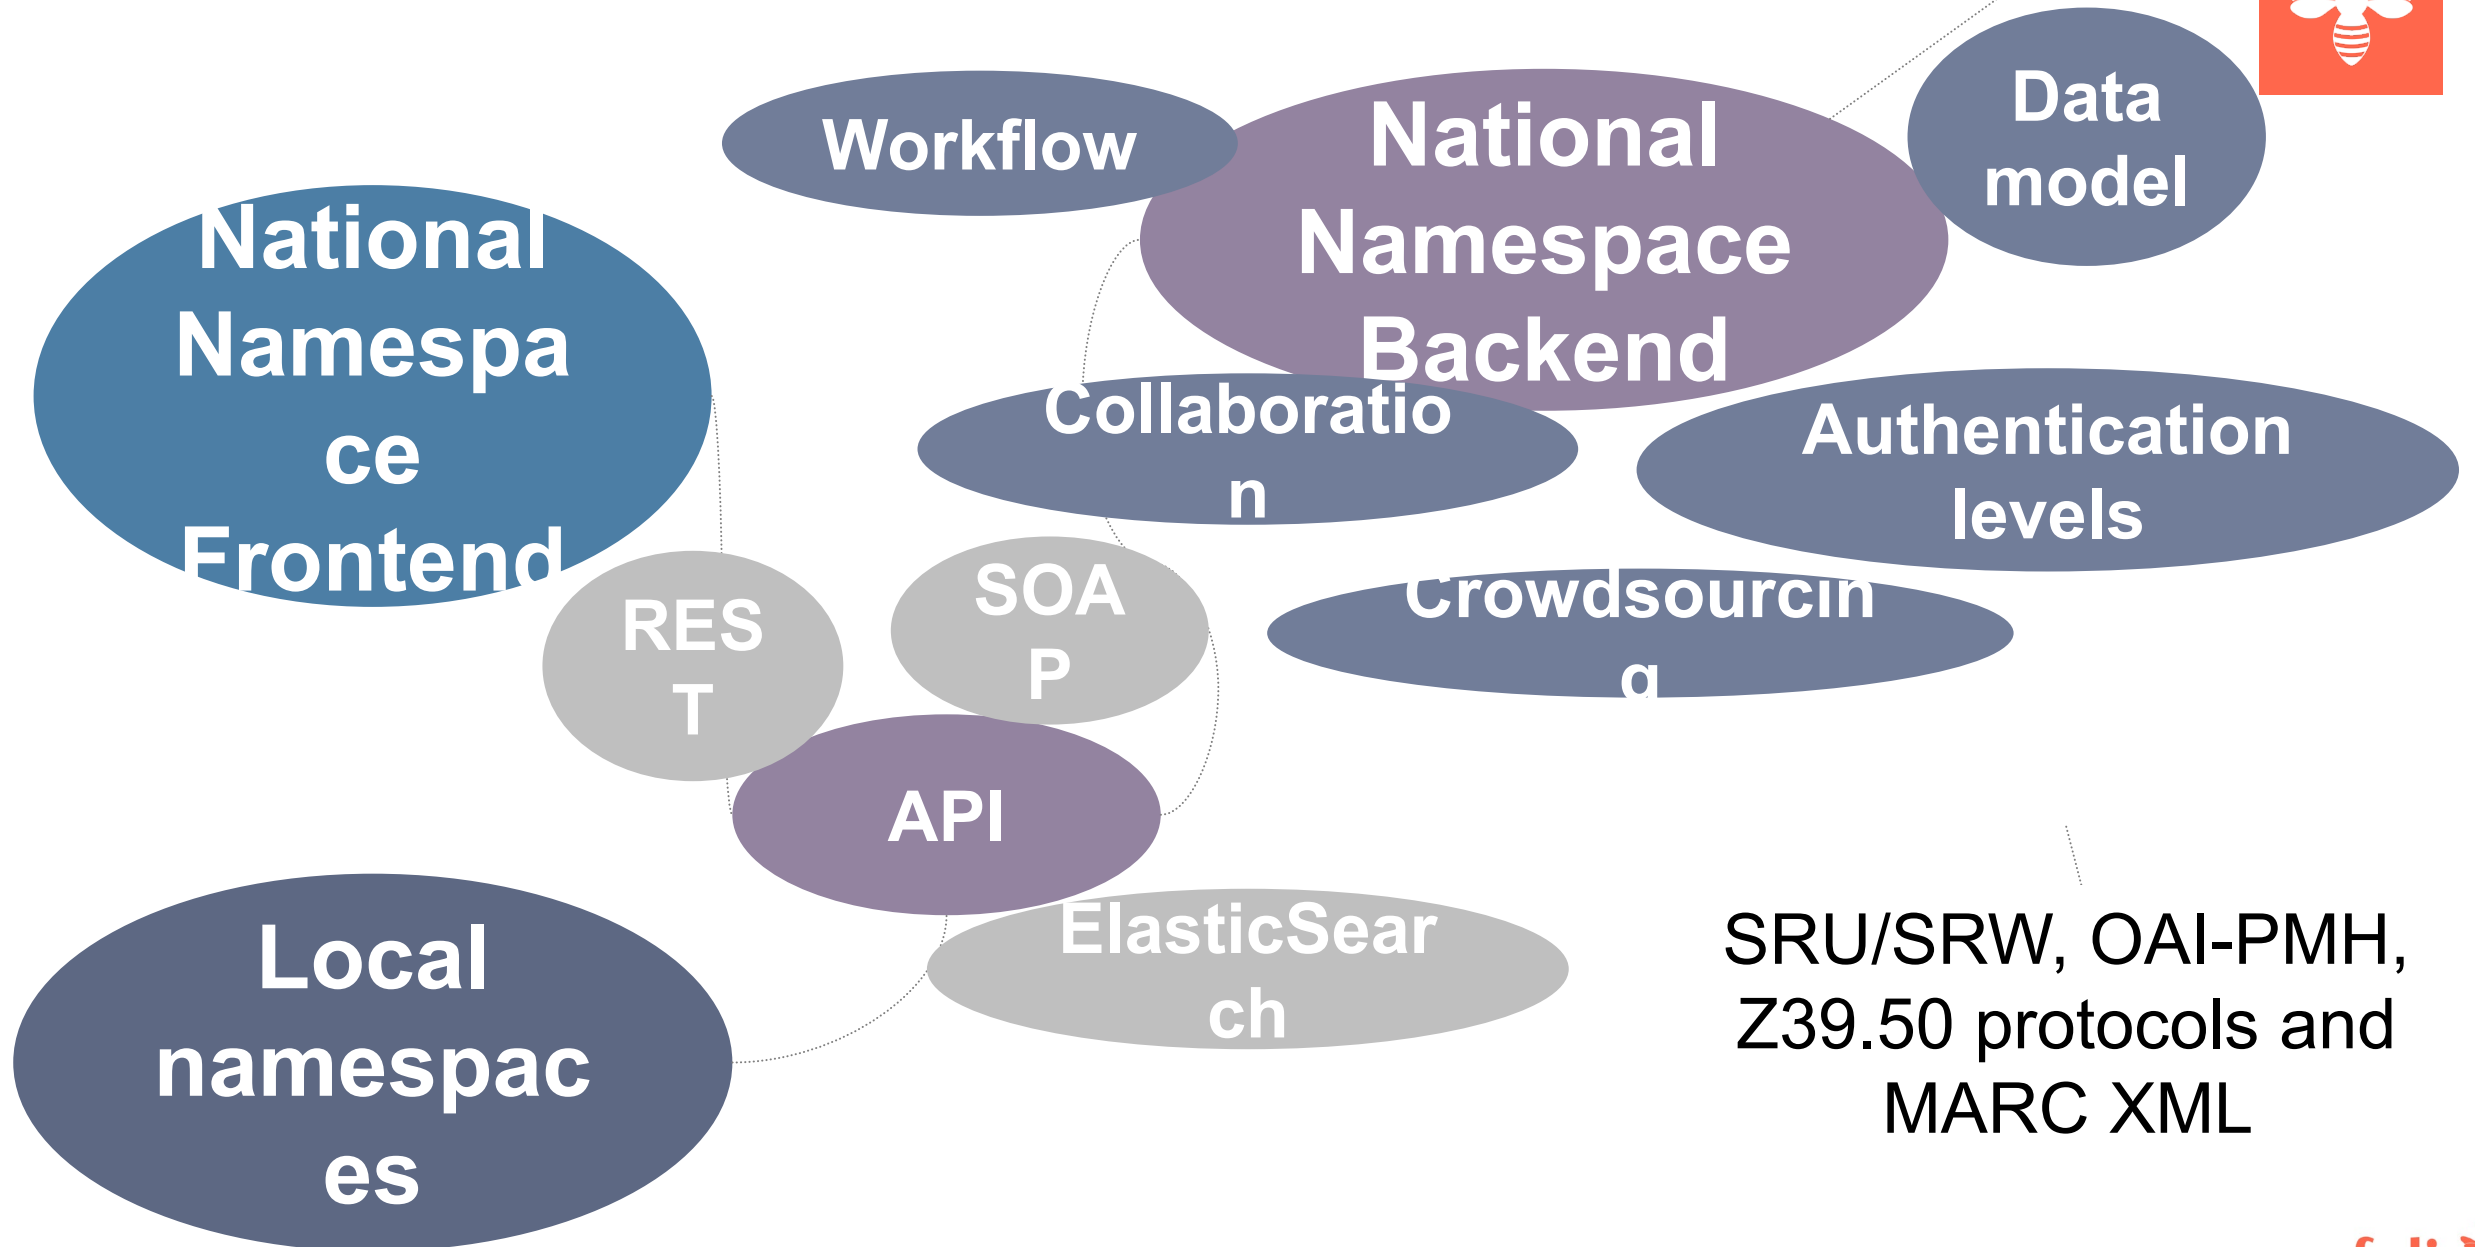 Workflow
National
Namespace
Backend
Data
model
National
Namespa
ce
Frontend
Collaboratio
n
Authentication
levels
RES
T
SOA
P
Crowdsourcin
g
API
Local
namespac
es
ElasticSear
ch
SRU/SRW, OAI-PMH,
Z39.50 protocols and
MARC XML